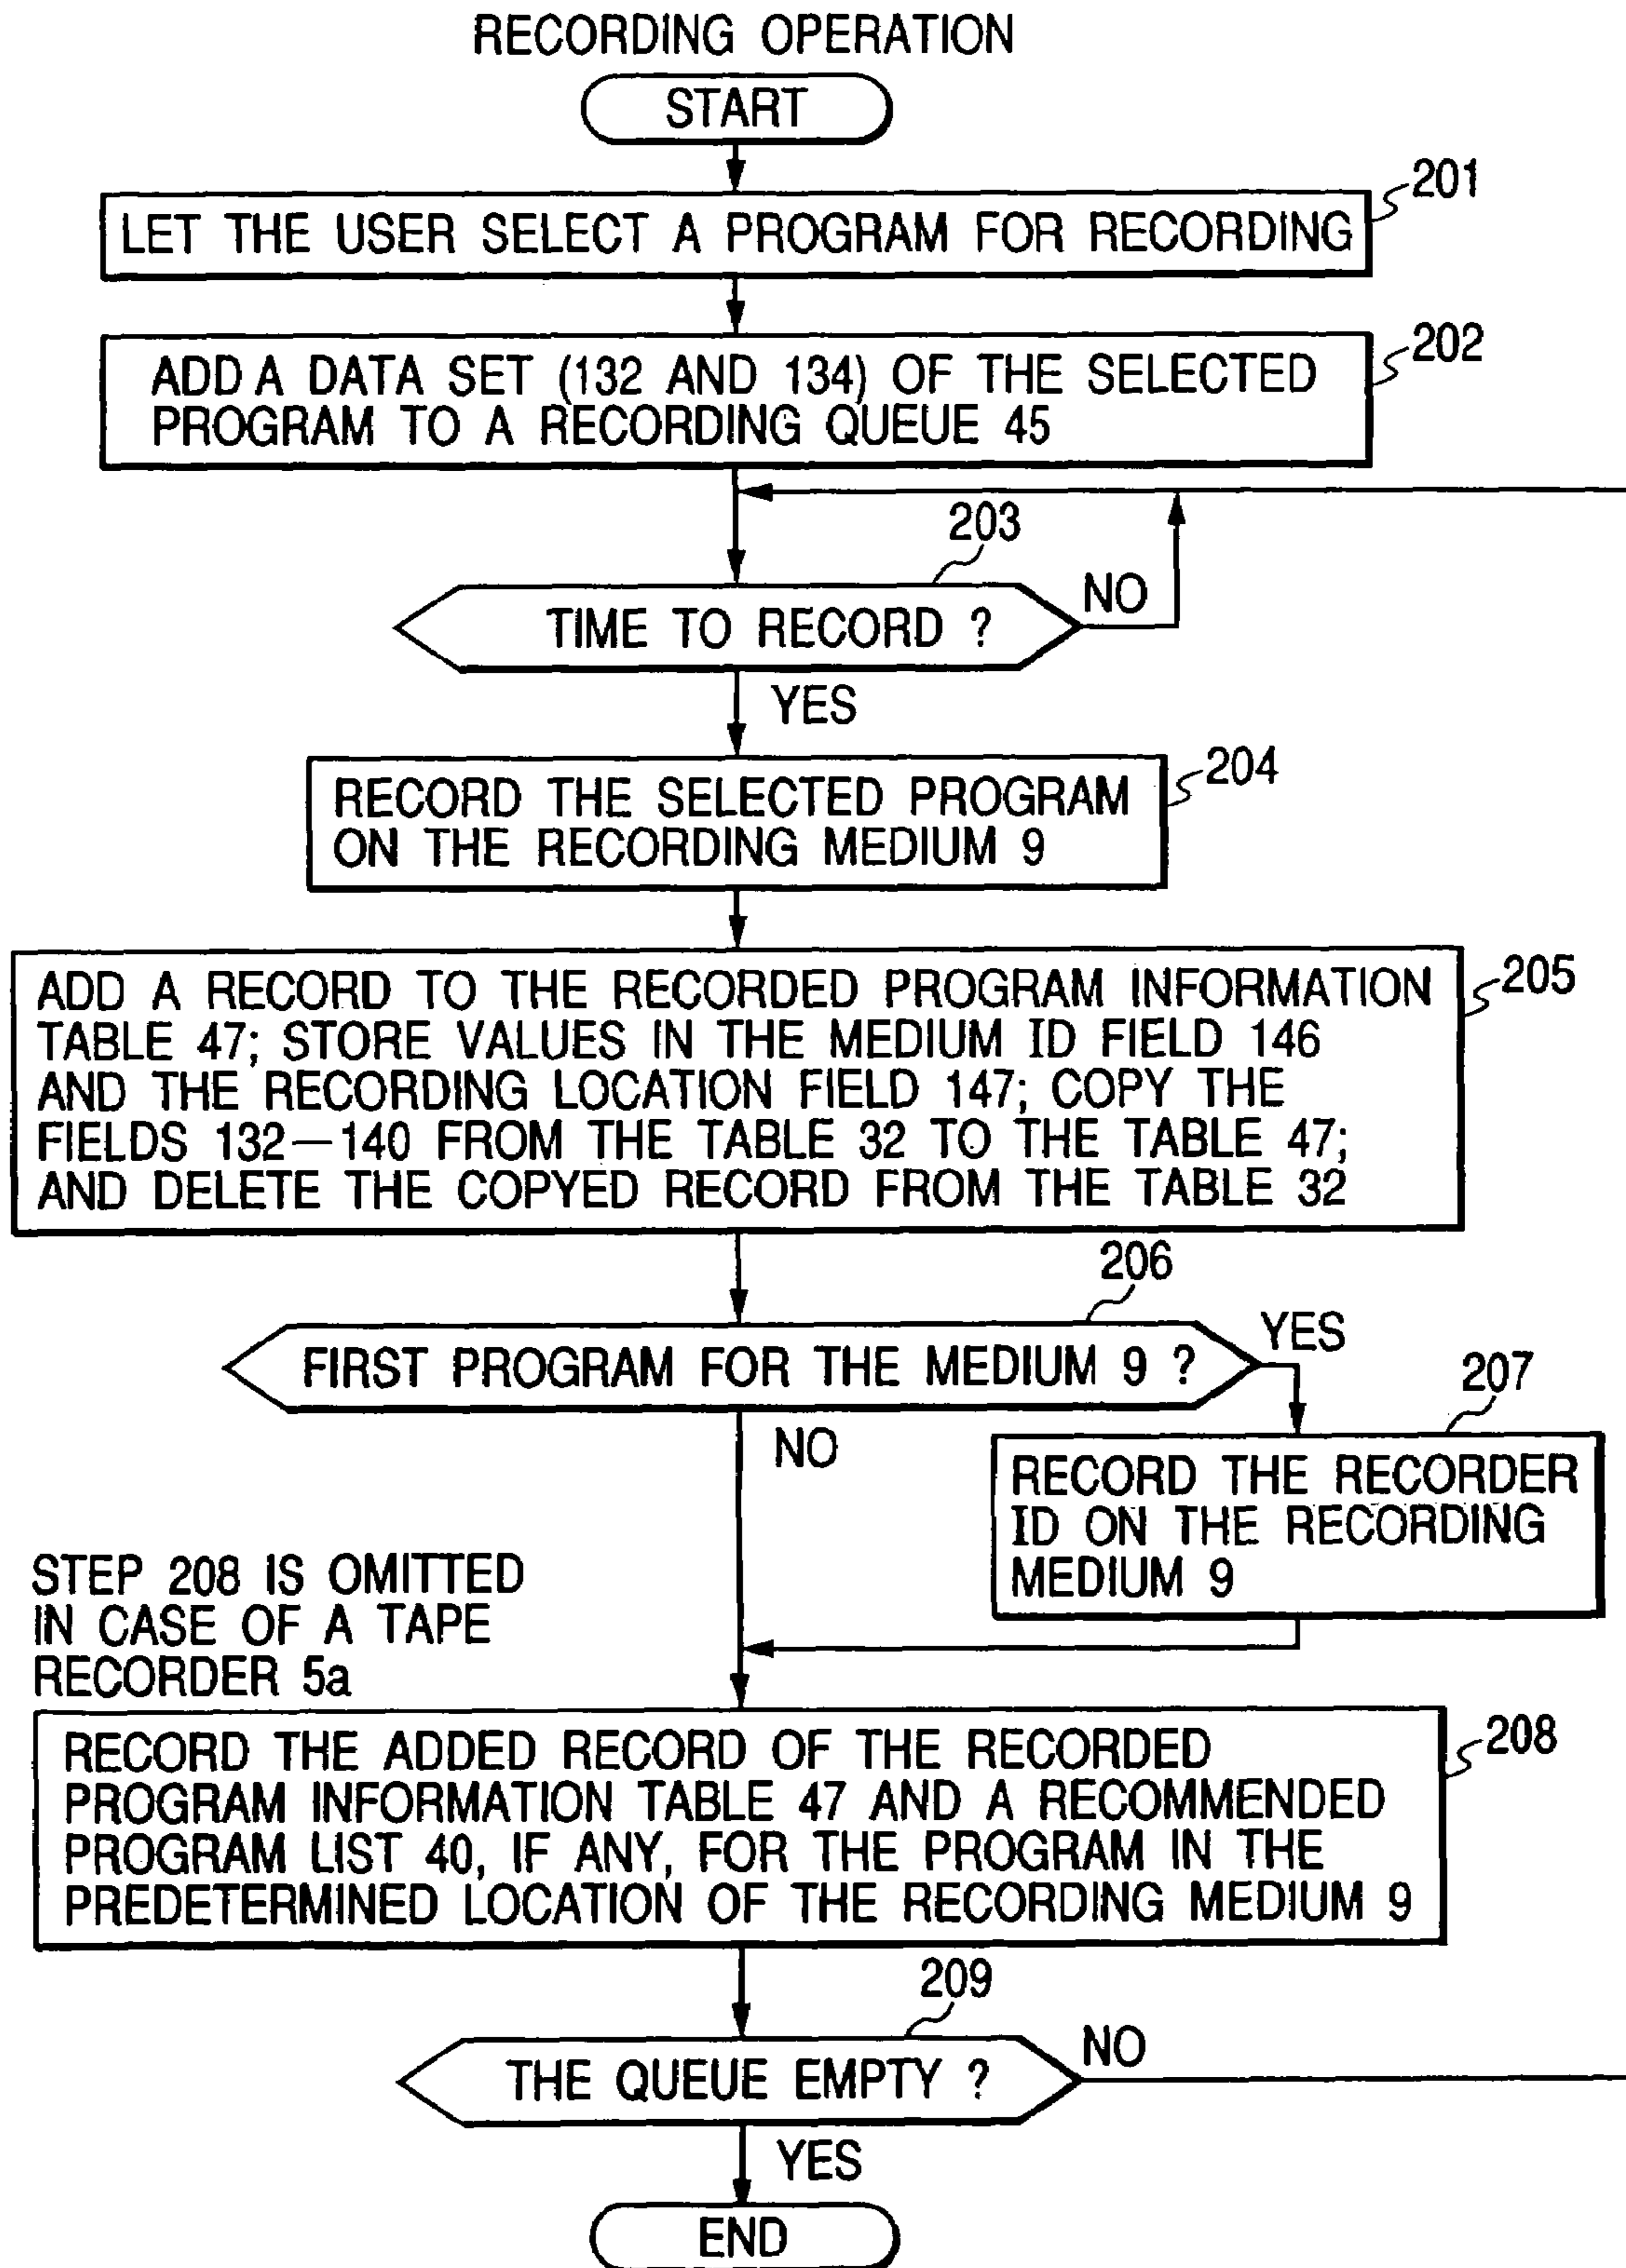 RECORDING OPERATION
START
201
LET THE USER SELECT A PROGRAM FOR RECORDING
202
ADD A DATA SET (132 AND 134) OF THE SELECTED
PROGRAM TO A RECORDING QUEUE 45
203
TIME TO RECORD ?
NO
YES
204
RECORD THE SELECTED PROGRAM
ON THE RECORDING MEDIUM 9
205
ADD A RECORD TO THE RECORDED PROGRAM INFORMATION
TABLE 47; STORE VALUES IN THE MEDIUM ID FIELD 146
AND THE RECORDING LOCATION FIELD 147; COPY THE
FIELDS 132—140 FROM THE TABLE 32 TO THE TABLE 47;
AND DELETE THE COPYED RECORD FROM THE TABLE 32
206
FIRST PROGRAM FOR THE MEDIUM 9 ?
YES
NO
207
RECORD THE RECORDER
ID ON THE RECORDING
MEDIUM 9
STEP 208 IS OMITTED
IN CASE OF A TAPE
RECORDER 5a
208
RECORD THE ADDED RECORD OF THE RECORDED
PROGRAM INFORMATION TABLE 47 AND A RECOMMENDED
PROGRAM LIST 40, IF ANY, FOR THE PROGRAM IN THE
PREDETERMINED LOCATION OF THE RECORDING MEDIUM 9
209
THE QUEUE EMPTY ?
NO
YES
END